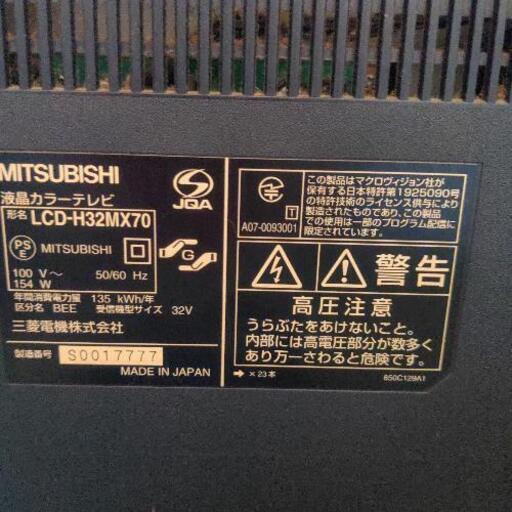 MITSUBISHI
液晶カラーテレビ
形名 LCD-H32MX70
PSE MITSUBISHI
G
100 V～ 50/60 Hz
154 W
年間消費電力量 135 kWh/年
区分名 BEE 受信機型サイズ 32V
三菱電機株式会社
製造番号 S0017777
MADE IN JAPAN
JQA
T
A07-0093001
この製品はマクロヴィジョン社が
保有する日本特許第1925090号
の特許技術のライセンス供与により
製造されたものであり、この製品
での使用は一部のプログラム配信に
限定されています。
警告
高圧注意
うらぶたをあけないこと。
内部には高電圧部分が数多く
あり万一さわると危険です。
→ ×23本
850C129A1